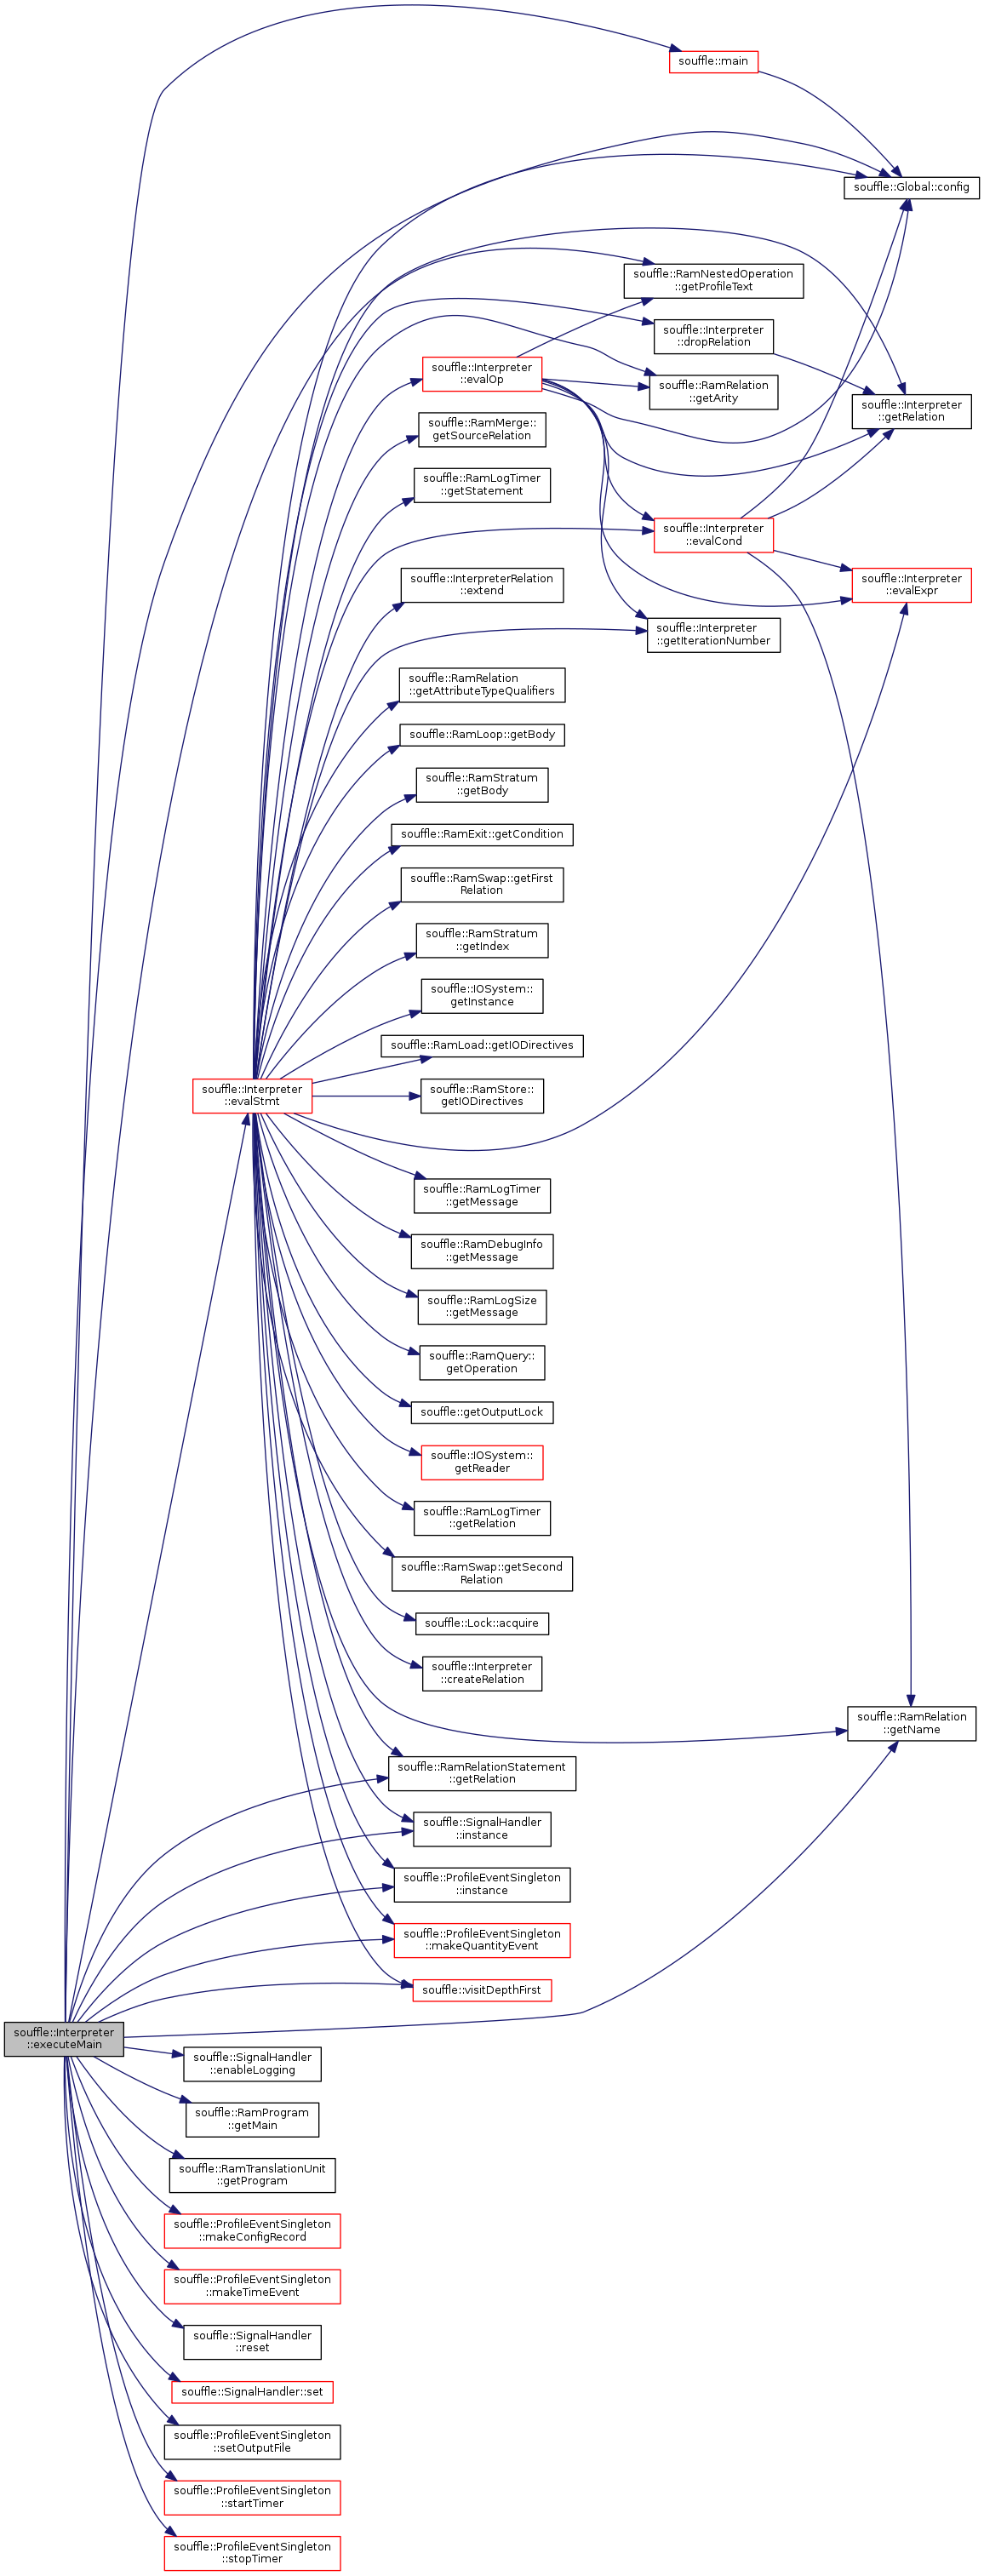 souffle::main
souffle::Global::config
souffle::RamNestedOperation
::getProfileText
souffle::Interpreter
::dropRelation
souffle::Interpreter
::evalOp
souffle::RamRelation
::getArity
souffle::Interpreter
::getRelation
souffle::RamMerge::
getSourceRelation
souffle::RamLogTimer
::getStatement
souffle::Interpreter
::evalCond
souffle::InterpreterRelation
::extend
souffle::Interpreter
::evalExpr
souffle::Interpreter
::getIterationNumber
souffle::RamRelation
::getAttributeTypeQualifiers
souffle::RamLoop::getBody
souffle::RamStratum
::getBody
souffle::RamExit::getCondition
souffle::RamSwap::getFirst
Relation
souffle::RamStratum
::getIndex
souffle::IOSystem::
getInstance
souffle::RamLoad::getIODirectives
souffle::Interpreter
::evalStmt
souffle::RamStore::
getIODirectives
souffle::RamLogTimer
::getMessage
souffle::RamDebugInfo
::getMessage
souffle::RamLogSize
::getMessage
souffle::RamQuery::
getOperation
souffle::getOutputLock
souffle::IOSystem::
getReader
souffle::RamLogTimer
::getRelation
souffle::RamSwap::getSecond
Relation
souffle::Lock::acquire
souffle::Interpreter
::createRelation
souffle::RamRelation
::getName
souffle::RamRelationStatement
::getRelation
souffle::SignalHandler
::instance
souffle::ProfileEventSingleton
::instance
souffle::ProfileEventSingleton
::makeQuantityEvent
souffle::visitDepthFirst
souffle::Interpreter
::executeMain
souffle::SignalHandler
::enableLogging
souffle::RamProgram
::getMain
souffle::RamTranslationUnit
::getProgram
souffle::ProfileEventSingleton
::makeConfigRecord
souffle::ProfileEventSingleton
::makeTimeEvent
souffle::SignalHandler
::reset
souffle::SignalHandler::set
souffle::ProfileEventSingleton
::setOutputFile
souffle::ProfileEventSingleton
::startTimer
souffle::ProfileEventSingleton
::stopTimer